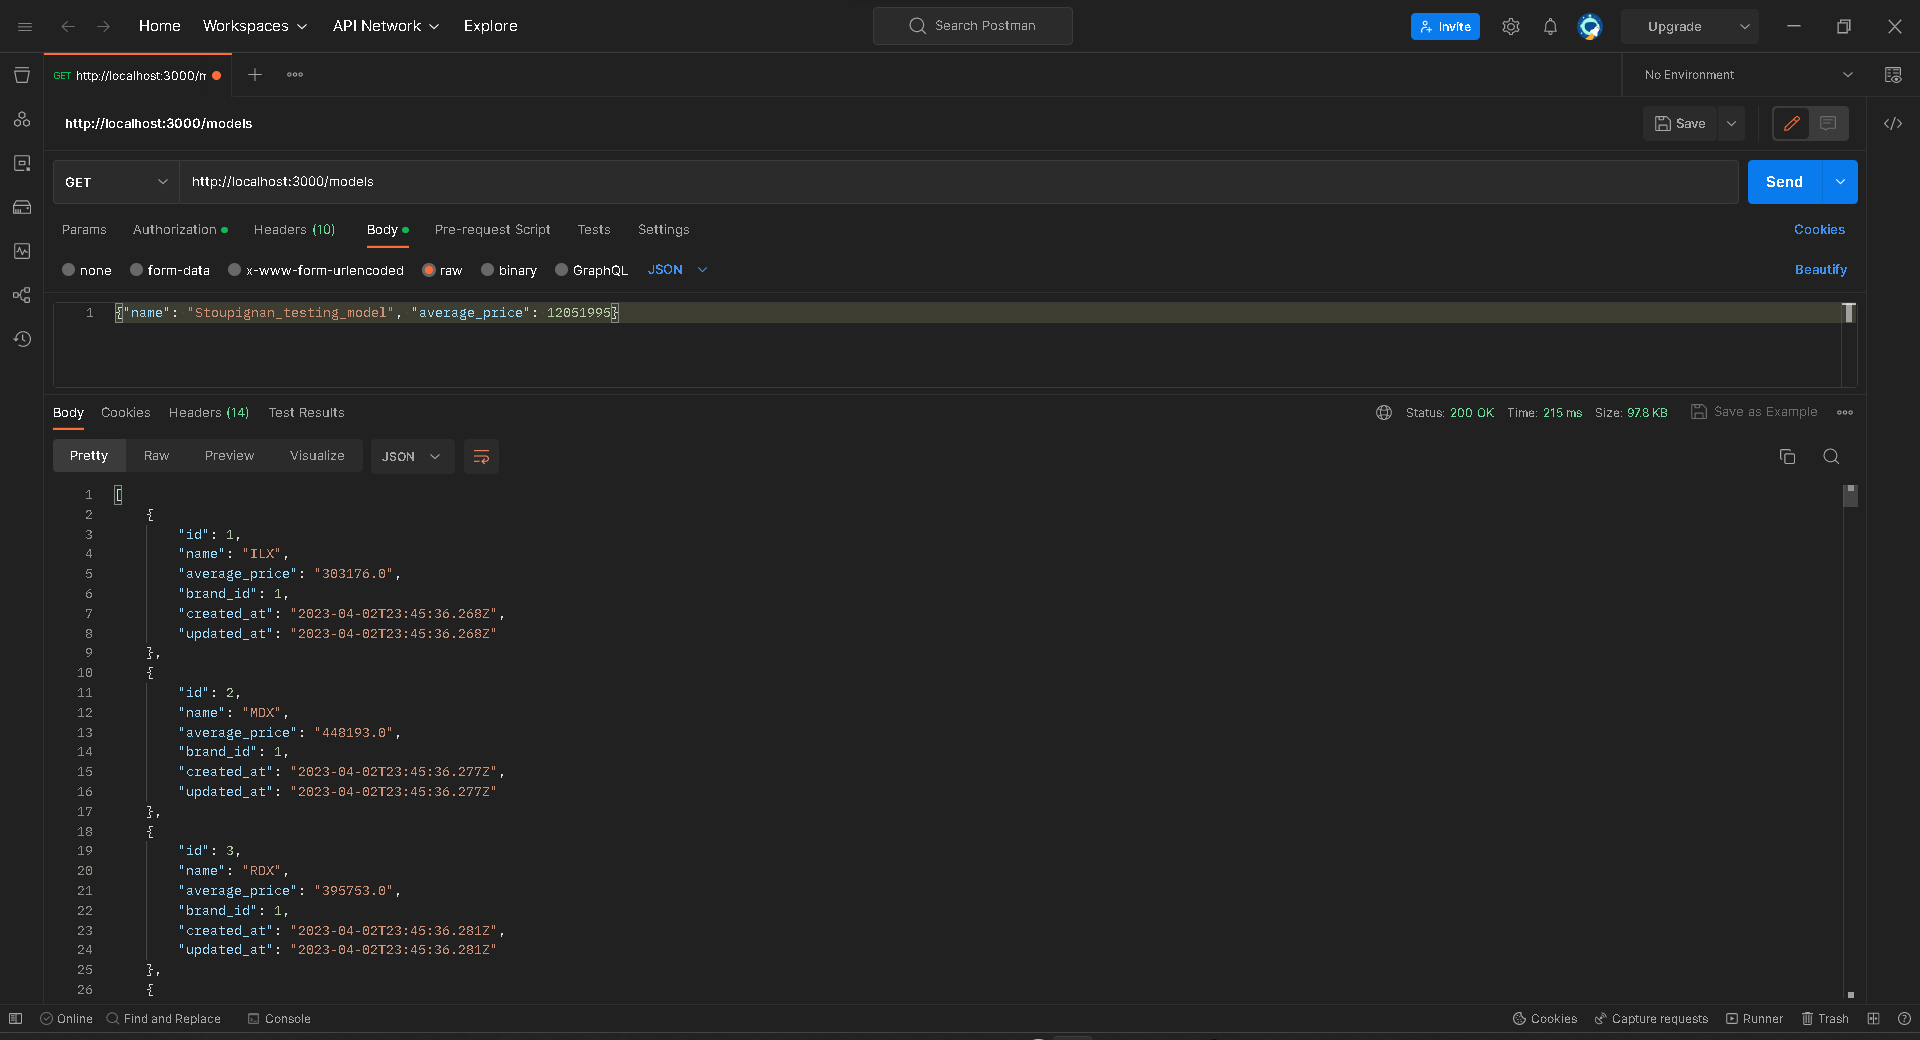 Home Workspaces API Network Explore Search Postman Invite Upgrade
GET http://localhost:3000/m No Environment
http://localhost:3000/models Save
GET http://localhost:3000/models Send
Params Authorization Headers (10) Body Pre-request Script Tests Settings Cookies
none form-data x-www-form-urlencoded raw binary GraphQL JSON Beautify
1 {"name": "Stoupignan_testing_model", "average_price": 12051995}
Body Cookies Headers (14) Test Results Status: 200 OK Time: 215 ms Size: 97.8 KB Save as Example
Pretty Raw Preview Visualize JSON
1 [
2 {
3 "id": 1,
4 "name": "ILX",
5 "average_price": "303176.0",
6 "brand_id": 1,
7 "created_at": "2023-04-02T23:45:36.268Z",
8 "updated_at": "2023-04-02T23:45:36.268Z"
9 },
10 {
11 "id": 2,
12 "name": "MDX",
13 "average_price": "448193.0",
14 "brand_id": 1,
15 "created_at": "2023-04-02T23:45:36.277Z",
16 "updated_at": "2023-04-02T23:45:36.277Z"
17 },
18 {
19 "id": 3,
20 "name": "RDX",
21 "average_price": "395753.0",
22 "brand_id": 1,
23 "created_at": "2023-04-02T23:45:36.281Z",
24 "updated_at": "2023-04-02T23:45:36.281Z"
25 },
26 {
Online Find and Replace Console Cookies Capture requests Runner Trash